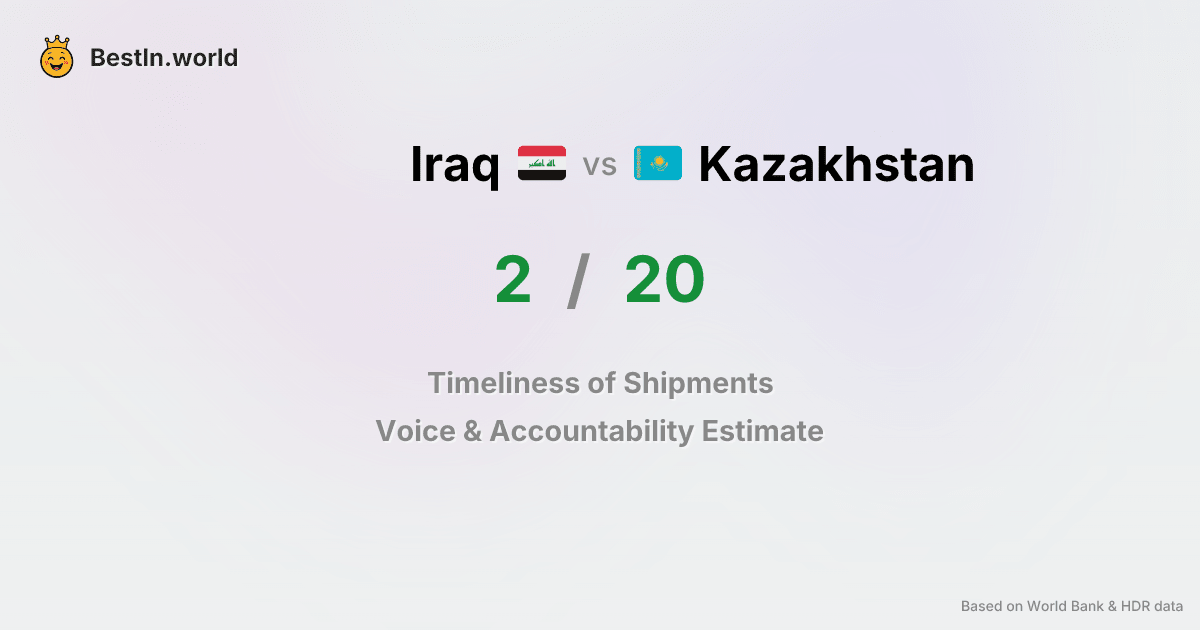 BestIn.world
Iraq vs Kazakhstan
2 / 20
Timeliness of Shipments
Voice & Accountability Estimate
Based on World Bank & HDR data